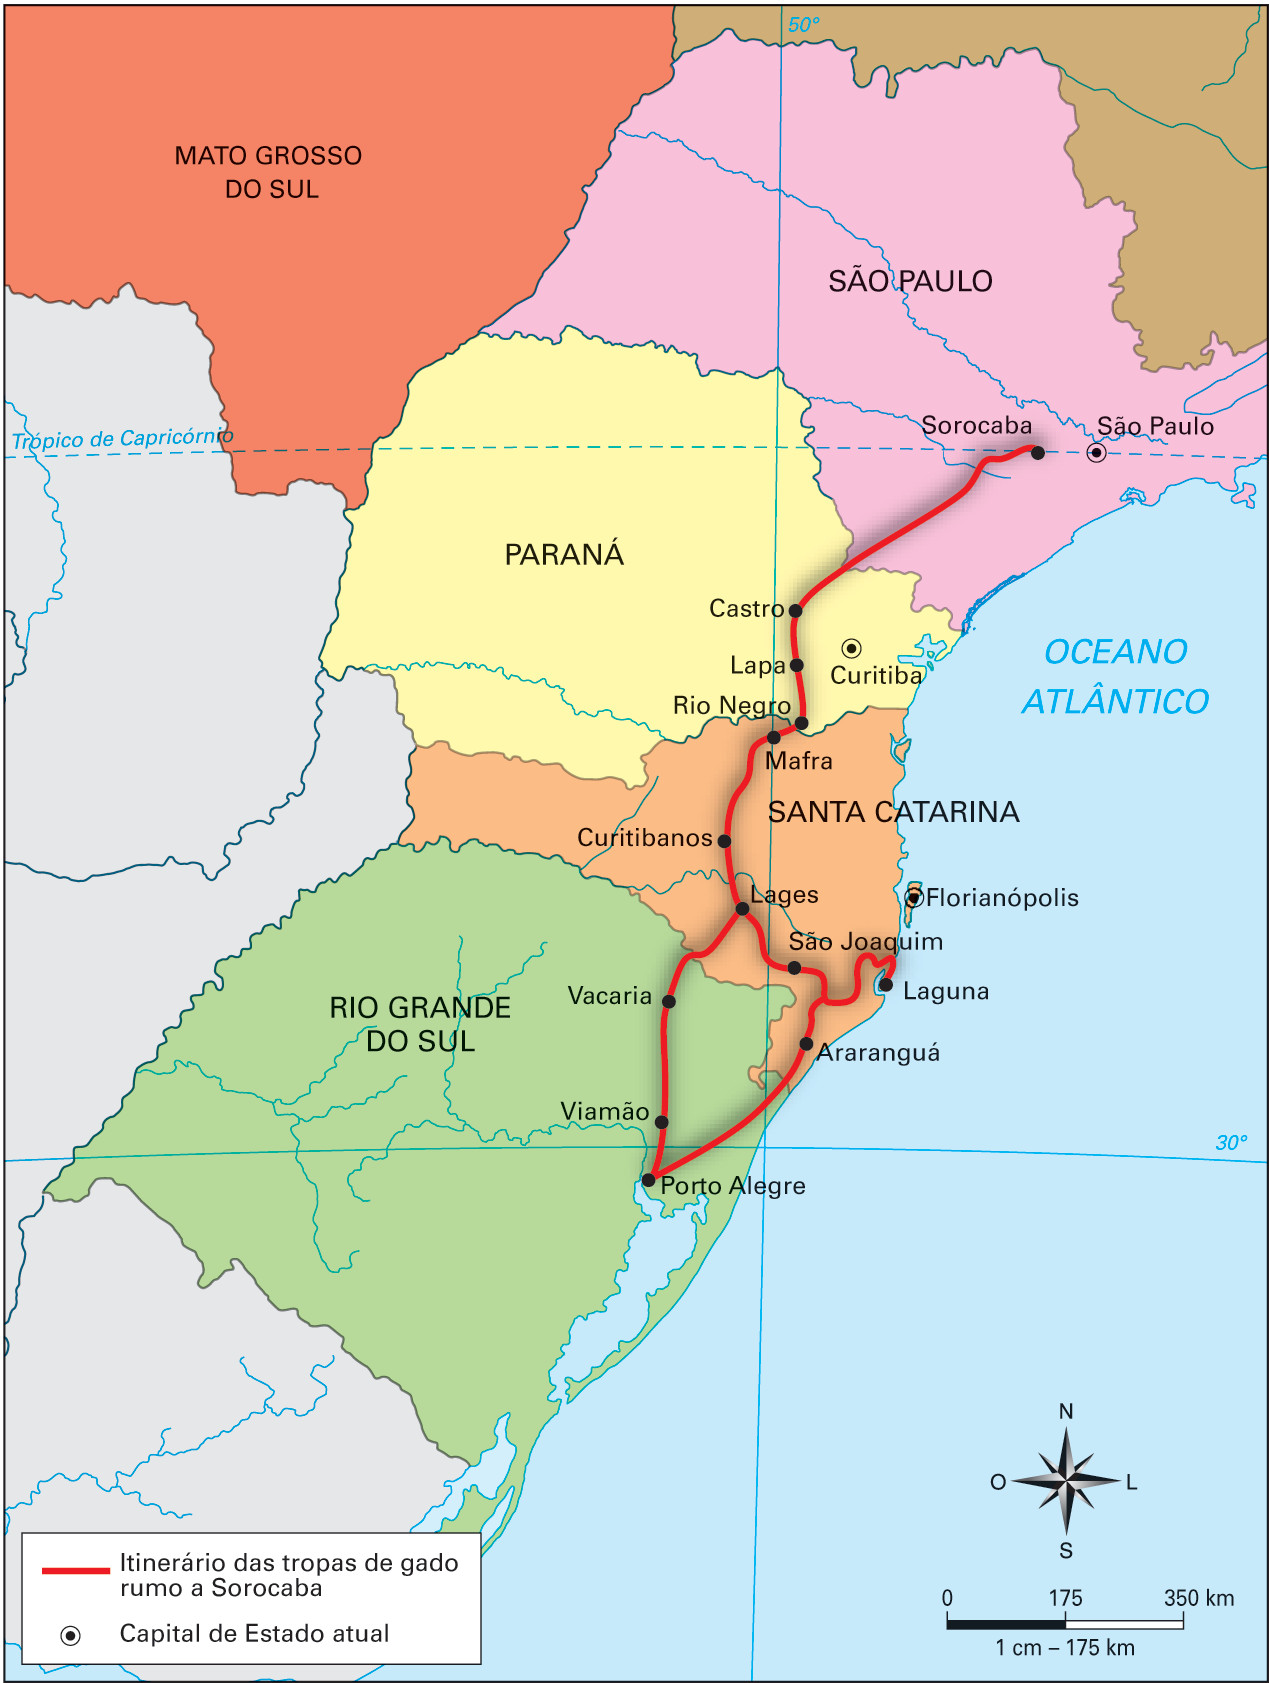 50°
MATO GROSSO
DO SUL
SÃO PAULO
Sorocaba
São Paulo
Trópico de Capricórnio
PARANÁ
Castro
OCEANO
ATLÂNTICO
Lapa
Curitiba
Rio Negro
Mafra
SANTA CATARINA
Curitibanos
Lages
Florianópolis
São Joaquim
Vacaria
Laguna
RIO GRANDE
DO SUL
Araranguá
Viamão
30°
Porto Alegre
N
O
L
S
Itinerário das tropas de gado
rumo a Sorocaba
Capital de Estado atual
0 175 350 km
1 cm – 175 km